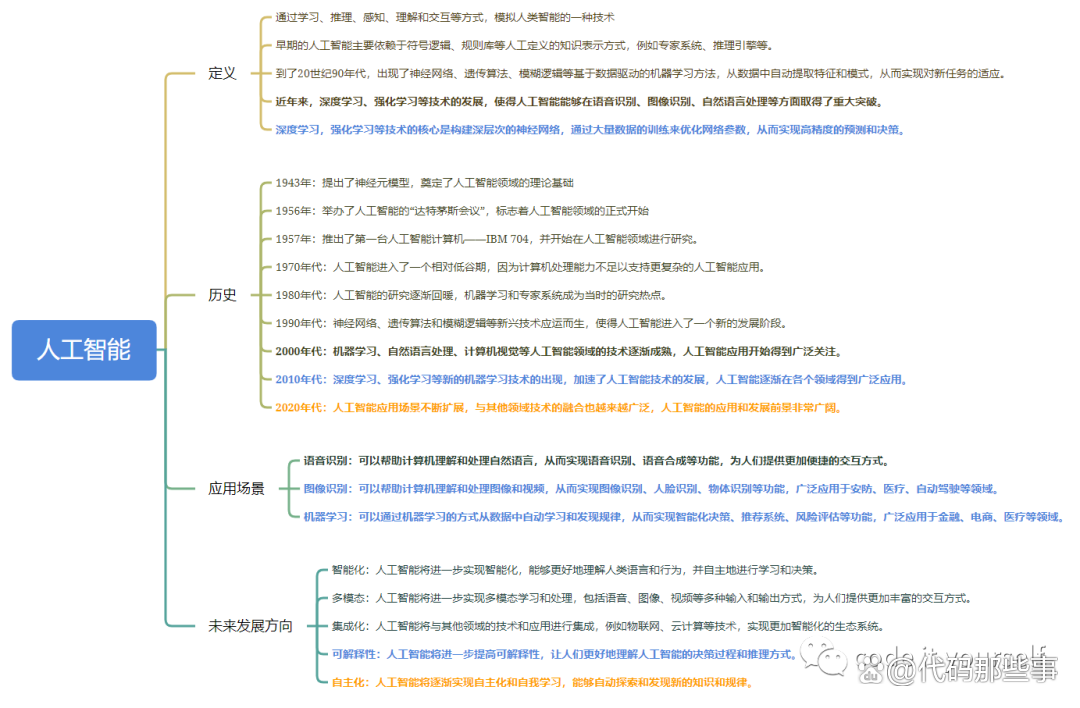 人工智能
定义
通过学习、推理、感知、理解和交互等方式，模拟人类智能的一种技术
早期的人工智能主要依赖于符号逻辑、规则库等人工定义的知识表示方式，例如专家系统、推理引擎等。
到了20世纪90年代，出现了神经网络、遗传算法、模糊逻辑等基于数据驱动的机器学习方法，从数据中自动提取特征和模式，从而实现对新任务的适应。
近年来，深度学习、强化学习等技术的发展，使得人工智能能够在语音识别、图像识别、自然语言处理等方面取得了重大突破。
深度学习，强化学习等技术的核心是构建深层次的神经网络，通过大量数据的训练来优化网络参数，从而实现高精度的预测和决策。
历史
1943年：提出了神经元模型，奠定了人工智能领域的理论基础
1956年：举办了人工智能的“达特茅斯会议”，标志着人工智能领域的正式开始
1957年：推出了第一台人工智能计算机——IBM 704，并开始在人工智能领域进行研究。
1970年代：人工智能进入了一个相对低谷期，因为计算机处理能力不足以支持更复杂的人工智能应用。
1980年代：人工智能的研究逐渐回暖，机器学习和专家系统成为当时的研究热点。
1990年代：神经网络、遗传算法和模糊逻辑等新兴技术应运而生，使得人工智能进入了一个新的发展阶段。
2000年代：机器学习、自然语言处理、计算机视觉等人工智能领域的技术逐渐成熟，人工智能应用开始得到广泛关注。
2010年代：深度学习、强化学习等新的机器学习技术的出现，加速了人工智能技术的发展，人工智能逐渐在各个领域得到广泛应用。
2020年代：人工智能应用场景不断扩展，与其他领域技术的融合也越来越广泛，人工智能的应用和发展前景非常广阔。
应用场景
语音识别：可以帮助计算机理解和处理自然语言，从而实现语音识别、语音合成等功能，为人们提供更加便捷的交互方式。
图像识别：可以帮助计算机理解和处理图像和视频，从而实现图像识别、人脸识别、物体识别等功能，广泛应用于安防、医疗、自动驾驶等领域。
机器学习：可以通过机器学习的方式从数据中自动学习和发现规律，从而实现智能化决策、推荐系统、风险评估等功能，广泛应用于金融、电商、医疗等领域。
未来发展方向
智能化：人工智能将进一步实现智能化，能够更好地理解人类语言和行为，并自主地进行学习和决策。
多模态：人工智能将进一步实现多模态学习和处理，包括语音、图像、视频等多种输入和输出方式，为人们提供更加丰富的交互方式。
集成化：人工智能将与其他领域的技术和应用进行集成，例如物联网、云计算等技术，实现更加智能化的生态系统。
可解释性：人工智能将进一步提高可解释性，让人们更好地理解人工智能的决策过程和推理方式。
自主化：人工智能将逐渐实现自主化和自我学习，能够自动探索和发现新的知识和规律。
code it yourself
du @代码那些事